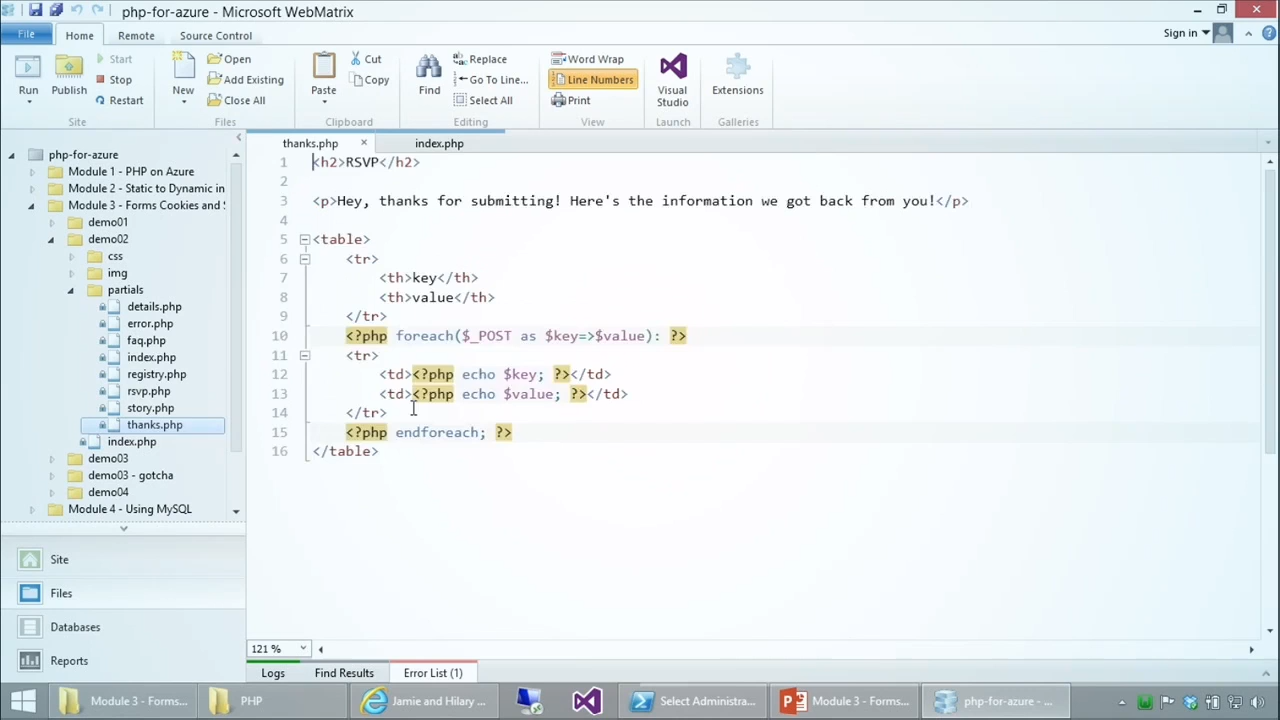 php-for-azure - Microsoft WebMatrix
File Home Remote Source Control Sign in
Run Publish Start Stop Restart Site
New Open Add Existing Close All Files
Paste Cut Copy Clipboard
Find Replace Go To Line... Select All Editing
Word Wrap Line Numbers Print View
Visual Studio Launch
Extensions Galleries
php-for-azure
Module 1 - PHP on Azure
Module 2 - Static to Dynamic in
Module 3 - Forms Cookies and S
demo01
demo02
css
img
partials
details.php
error.php
faq.php
index.php
registry.php
rsvp.php
story.php
thanks.php
index.php
demo03
demo03 - gotcha
demo04
Module 4 - Using MySQL
Site
Files
Databases
Reports
thanks.php × index.php
1 <h2>RSVP</h2>
2
3 <p>Hey, thanks for submitting! Here's the information we got back from you!</p>
4
5 <table>
6 <tr>
7 <th>key</th>
8 <th>value</th>
9 </tr>
10 <?php foreach($_POST as $key=>$value): ?>
11 <tr>
12 <td><?php echo $key; ?></td>
13 <td><?php echo $value; ?></td>
14 </tr>
15 <?php endforeach; ?>
16 </table>
121 %
Logs Find Results Error List (1)
Module 3 - Forms... PHP Jamie and Hilary ... Select Administra... Module 3 - Forms... php-for-azure - ...